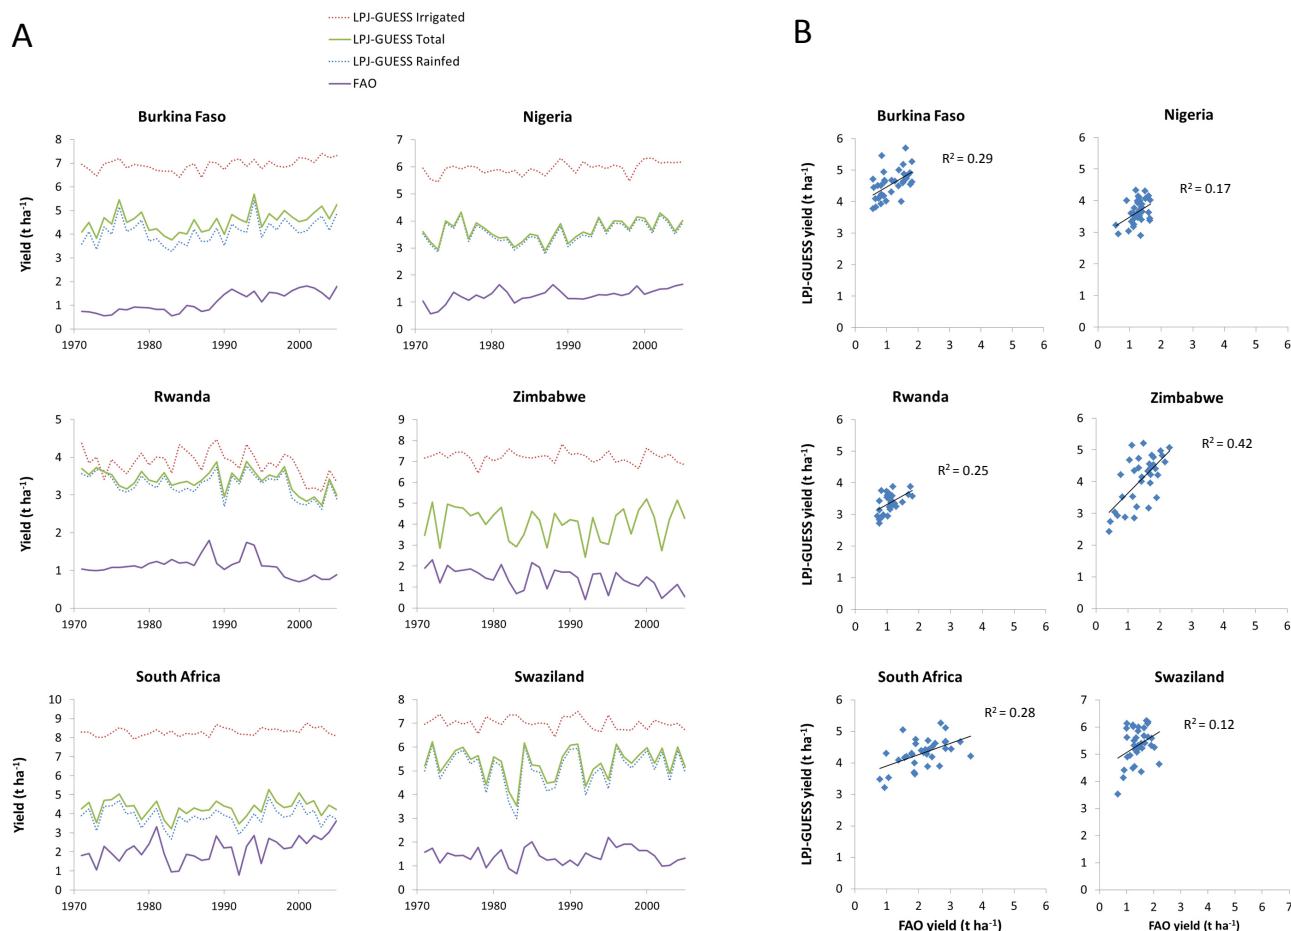 A
LPJ-GUESS Irrigated
LPJ-GUESS Total
LPJ-GUESS Rainfed
FAO
Burkina Faso
Yield (t ha⁻¹)
8
7
6
5
4
3
2
1
0
1970 1980 1990 2000
Nigeria
7
6
5
4
3
2
1
0
1970 1980 1990 2000
Rwanda
Yield (t ha⁻¹)
5
4
3
2
1
0
1970 1980 1990 2000
Zimbabwe
9
8
7
6
5
4
3
2
1
0
1970 1980 1990 2000
South Africa
Yield (t ha⁻¹)
10
9
8
7
6
5
4
3
2
1
0
1970 1980 1990 2000
Swaziland
8
7
6
5
4
3
2
1
0
1970 1980 1990 2000
B
Burkina Faso
LPJ-GUESS yield (t ha⁻¹)
6
5
4
3
2
1
0
R² = 0.29
0 1 2 3 4 5 6
Nigeria
6
5
4
3
2
1
0
R² = 0.17
0 1 2 3 4 5 6
Rwanda
LPJ-GUESS yield (t ha⁻¹)
6
5
4
3
2
1
0
R² = 0.25
0 1 2 3 4 5 6
Zimbabwe
6
5
4
3
2
1
0
R² = 0.42
0 1 2 3 4 5 6
South Africa
LPJ-GUESS yield (t ha⁻¹)
6
5
4
3
2
1
0
R² = 0.28
0 1 2 3 4 5 6
FAO yield (t ha⁻¹)
Swaziland
7
6
5
4
3
2
1
0
R² = 0.12
0 1 2 3 4 5 6 7
FAO yield (t ha⁻¹)